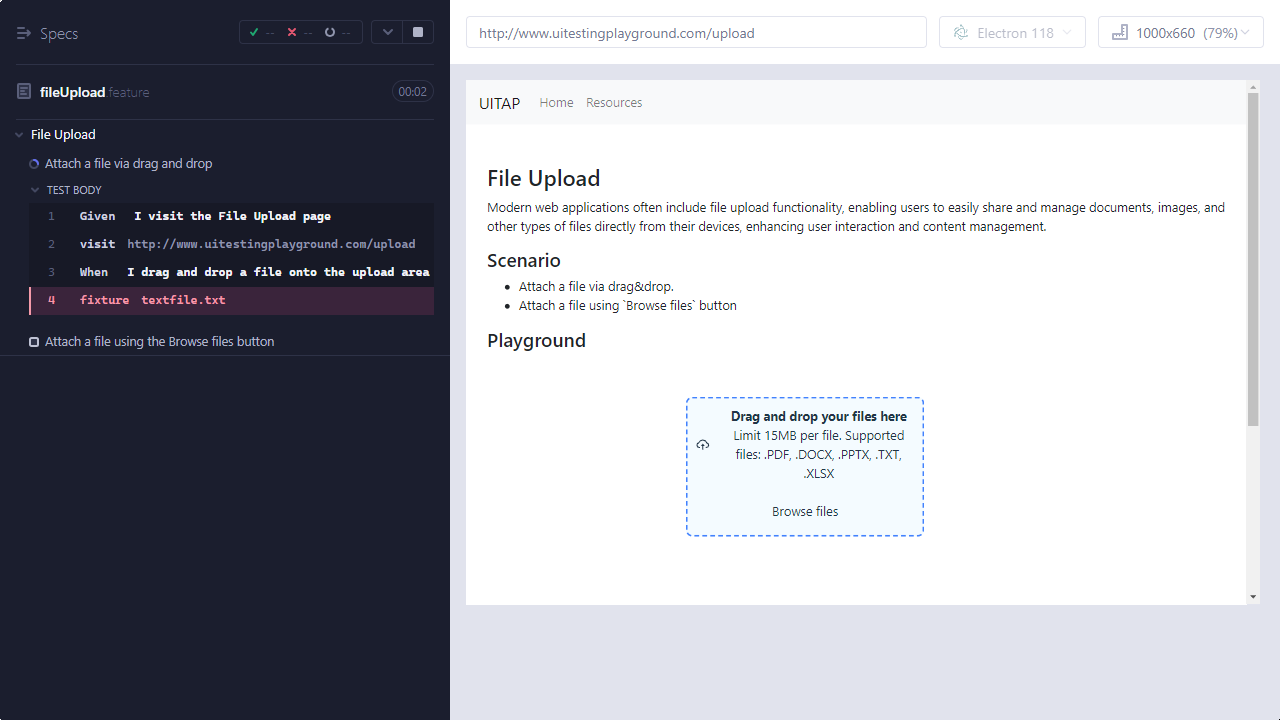 Specs
-- -- --
fileUpload.feature 00:02
File Upload
Attach a file via drag and drop
TEST BODY
1 Given I visit the File Upload page
2 visit http://www.uitestingplayground.com/upload
3 When I drag and drop a file onto the upload area
4 fixture textfile.txt
Attach a file using the Browse files button
http://www.uitestingplayground.com/upload
Electron 118
1000x660 (79%)
UITAP Home Resources
File Upload
Modern web applications often include file upload functionality, enabling users to easily share and manage documents, images, and
other types of files directly from their devices, enhancing user interaction and content management.
Scenario
Attach a file via drag&drop.
Attach a file using `Browse files` button
Playground
Drag and drop your files here
Limit 15MB per file. Supported
files: .PDF, .DOCX, .PPTX, .TXT,
.XLSX
Browse files